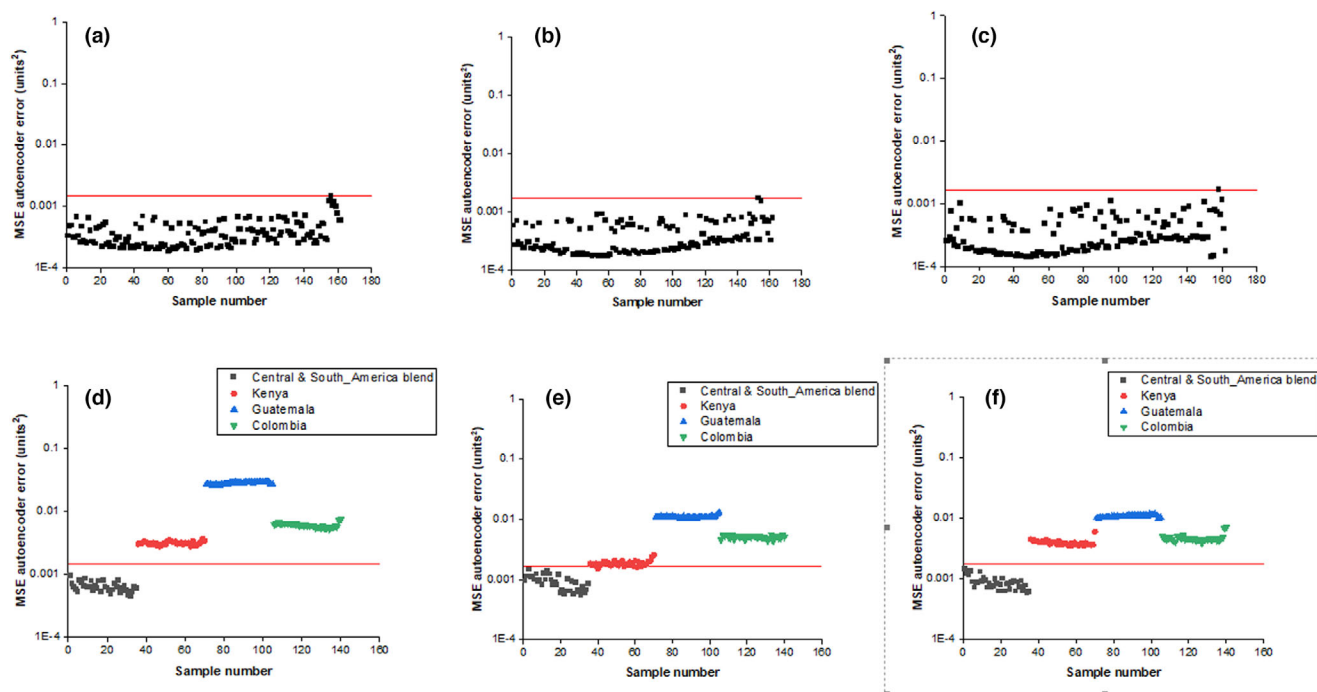 (a)
MSE autoencoder error (units²)
1
0.1
0.01
0.001
1E-4
0 20 40 60 80 100 120 140 160 180
Sample number
(b)
MSE autoencoder error (units²)
1
0.1
0.01
0.001
1E-4
0 20 40 60 80 100 120 140 160 180
Sample number
(c)
MSE autoencoder error (units²)
1
0.1
0.01
0.001
1E-4
0 20 40 60 80 100 120 140 160 180
Sample number
(d)
Central & South_America blend
Kenya
Guatemala
Colombia
MSE autoencoder error (units²)
1
0.1
0.01
0.001
1E-4
0 20 40 60 80 100 120 140 160
Sample number
(e)
Central & South_America blend
Kenya
Guatemala
Colombia
MSE autoencoder error (units²)
1
0.1
0.01
0.001
1E-4
0 20 40 60 80 100 120 140 160
Sample number
(f)
Central & South_America blend
Kenya
Guatemala
Colombia
MSE autoencoder error (units²)
1
0.1
0.01
0.001
1E-4
0 20 40 60 80 100 120 140 160
Sample number